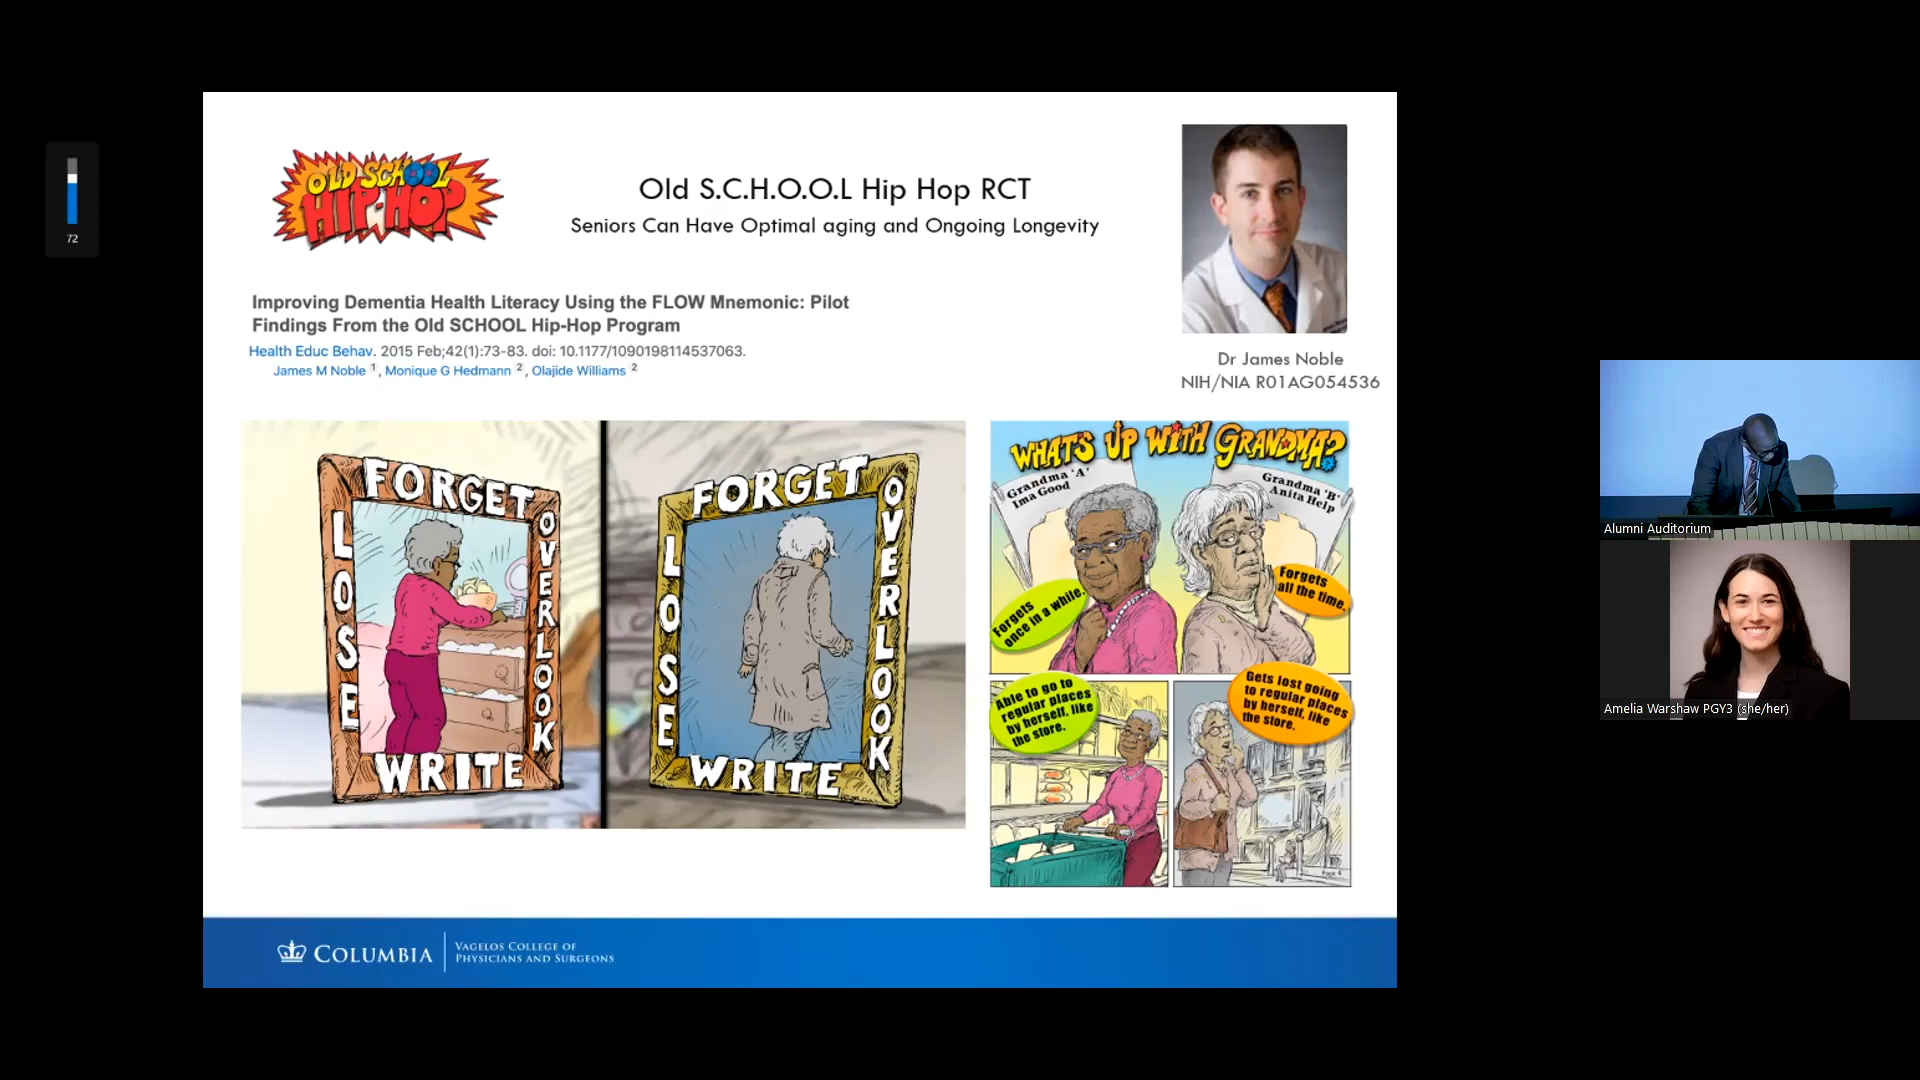 72
OLD SCHOOL
HIP-HOP
Old S.C.H.O.O.L Hip Hop RCT
Seniors Can Have Optimal aging and Ongoing Longevity
Improving Dementia Health Literacy Using the FLOW Mnemonic: Pilot
Findings From the Old SCHOOL Hip-Hop Program
Health Educ Behav. 2015 Feb;42(1):73-83. doi: 10.1177/1090198114537063.
James M Noble 1, Monique G Hedmann 2, Olajide Williams 2
Dr James Noble
NIH/NIA R01AG054536
FORGET
LOSE
OVERLOOK
WRITE
FORGET
LOSE
OVERLOOK
WRITE
WHAT'S UP WITH GRANDMA?
Grandma 'A'
Ima Good
Grandma 'B'
Anita Help
Forgets
once in a while.
Forgets
all the time.
Able to go to
regular places
by herself, like
the store.
Gets lost going
to regular places
by herself, like
the store.
Page 4
COLUMBIA
VAGELOS COLLEGE OF
PHYSICIANS AND SURGEONS
Alumni Auditorium
Amelia Warshaw PGY3 (she/her)